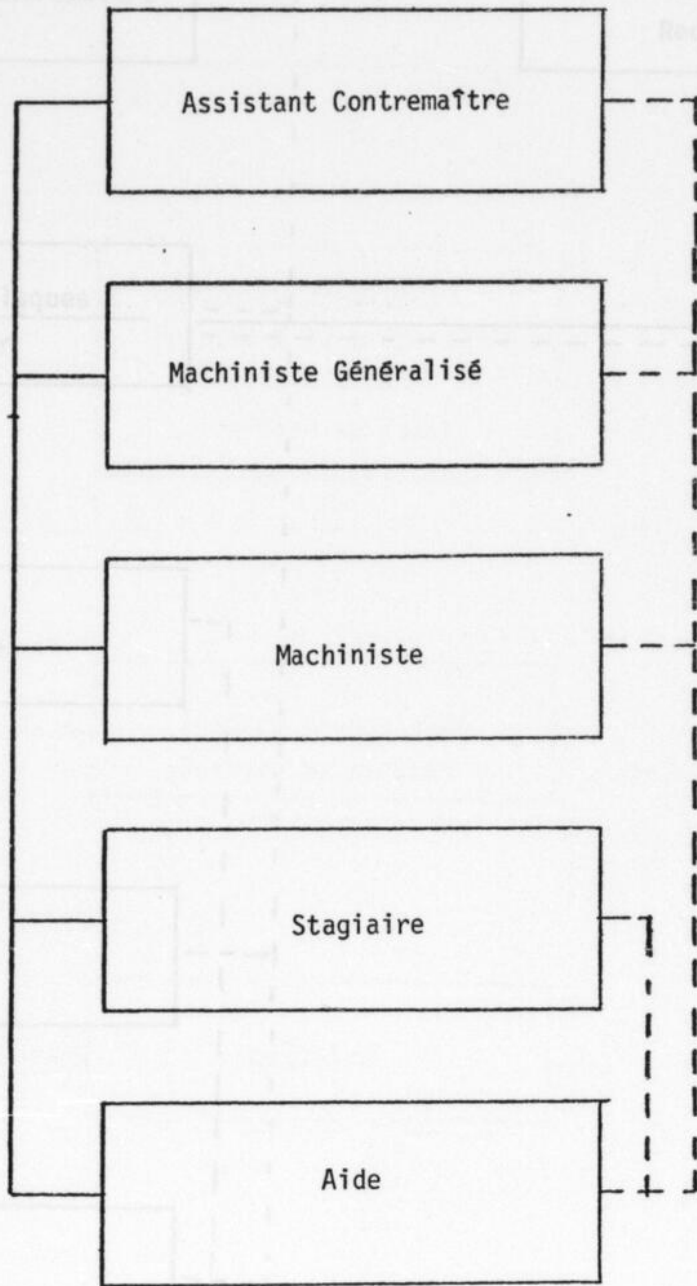 Assistant Contremaître
Machiniste Généralisé
Machiniste
Stagiaire
Aide